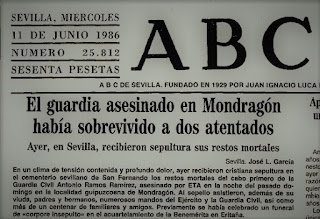 SEVILLA, MIERCOLES
11 DE JUNIO 1986
NUMERO 25.812
SESENTA PESETAS
ABC
A B C DE SEVILLA. FUNDADO EN 1929 POR JUAN IGNACIO LUCA
El guardia asesinado en Mondragón
había sobrevivido a dos atentados
Ayer, en Sevilla, recibieron sepultura sus restos mortales
Sevilla. José L. García
En un clima de tensión contenida y profundo dolor, ayer recibieron cristiana sepultura en
el cementerio sevillano de San Fernando los restos mortales del cabo primero de la
Guardia Civil Antonio Ramos Ramírez, asesinado por ETA en la noche del pasado do-
mingo en la localidad guipuzcoana de Mondragón. Al sepelio asistieron, además de su
viuda, padres y hermanos, numerosos mandos del Ejército y la Guardia Civil, así como
más de un centenar de familiares y amigos. Previamente se había celebrado un funeral
de «corpore insepulto» en el acuartelamiento de la Benemérita en Eritaña.
Ap